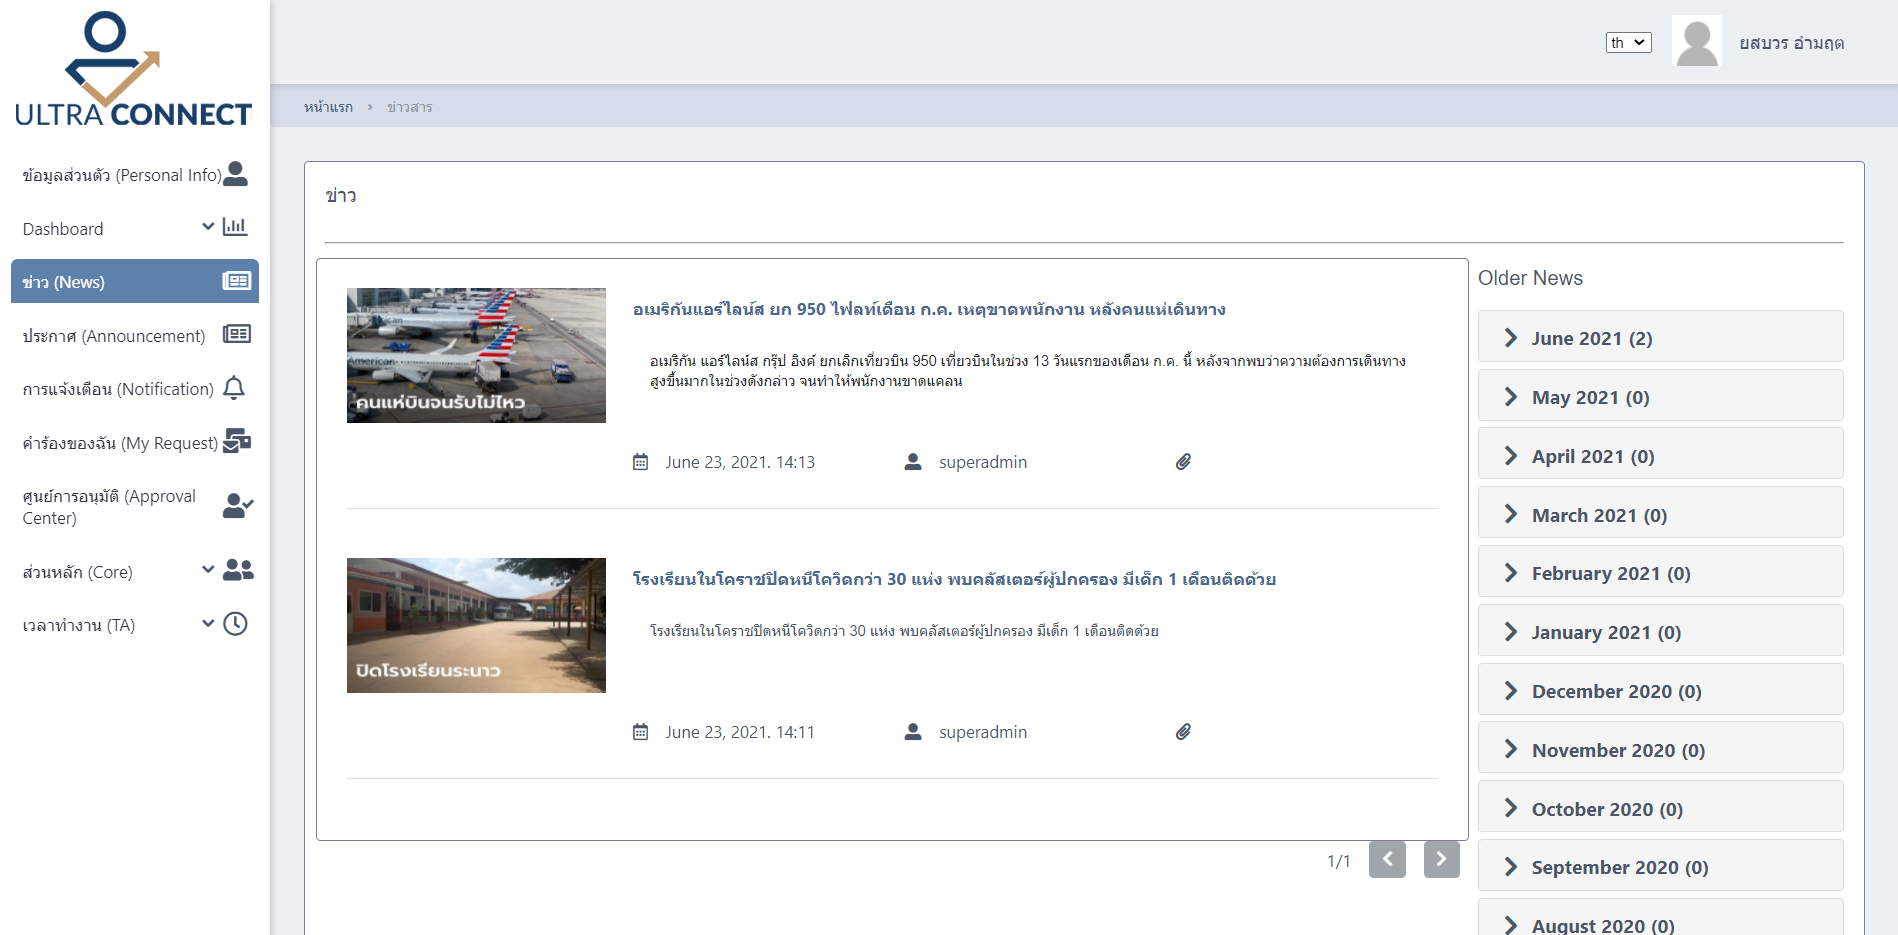 ULTRA CONNECT
th
ยสบวร อำมฤต
หน้าแรก › ข่าวสาร
ข้อมูลส่วนตัว (Personal Info)
Dashboard
ข่าว (News)
ประกาศ (Announcement)
การแจ้งเตือน (Notification)
คำร้องของฉัน (My Request)
ศูนย์การอนุมัติ (Approval
Center)
ส่วนหลัก (Core)
เวลาทำงาน (TA)
ข่าว
American
คนแห่บินจนรับไม่ไหว
อเมริกันแอร์ไลน์ส ยก 950 ไฟลท์เดือน ก.ค. เหตุขาดพนักงาน หลังคนแห่เดินทาง
อเมริกัน แอร์ไลน์ส กรุ๊ป อิงค์ ยกเลิกเที่ยวบิน 950 เที่ยวบินในช่วง 13 วันแรกของเดือน ก.ค. นี้ หลังจากพบว่าความต้องการเดินทาง
สูงขึ้นมากในช่วงดังกล่าว จนทำให้พนักงานขาดแคลน
June 23, 2021. 14:13
superadmin
ปิดโรงเรียนระนาว
โรงเรียนในโคราชปิดหนีโควิดกว่า 30 แห่ง พบคลัสเตอร์ผู้ปกครอง มีเด็ก 1 เดือนติดด้วย
โรงเรียนในโคราชปิดหนีโควิดกว่า 30 แห่ง พบคลัสเตอร์ผู้ปกครอง มีเด็ก 1 เดือนติดด้วย
June 23, 2021. 14:11
superadmin
1/1
Older News
June 2021 (2)
May 2021 (0)
April 2021 (0)
March 2021 (0)
February 2021 (0)
January 2021 (0)
December 2020 (0)
November 2020 (0)
October 2020 (0)
September 2020 (0)
August 2020 (0)